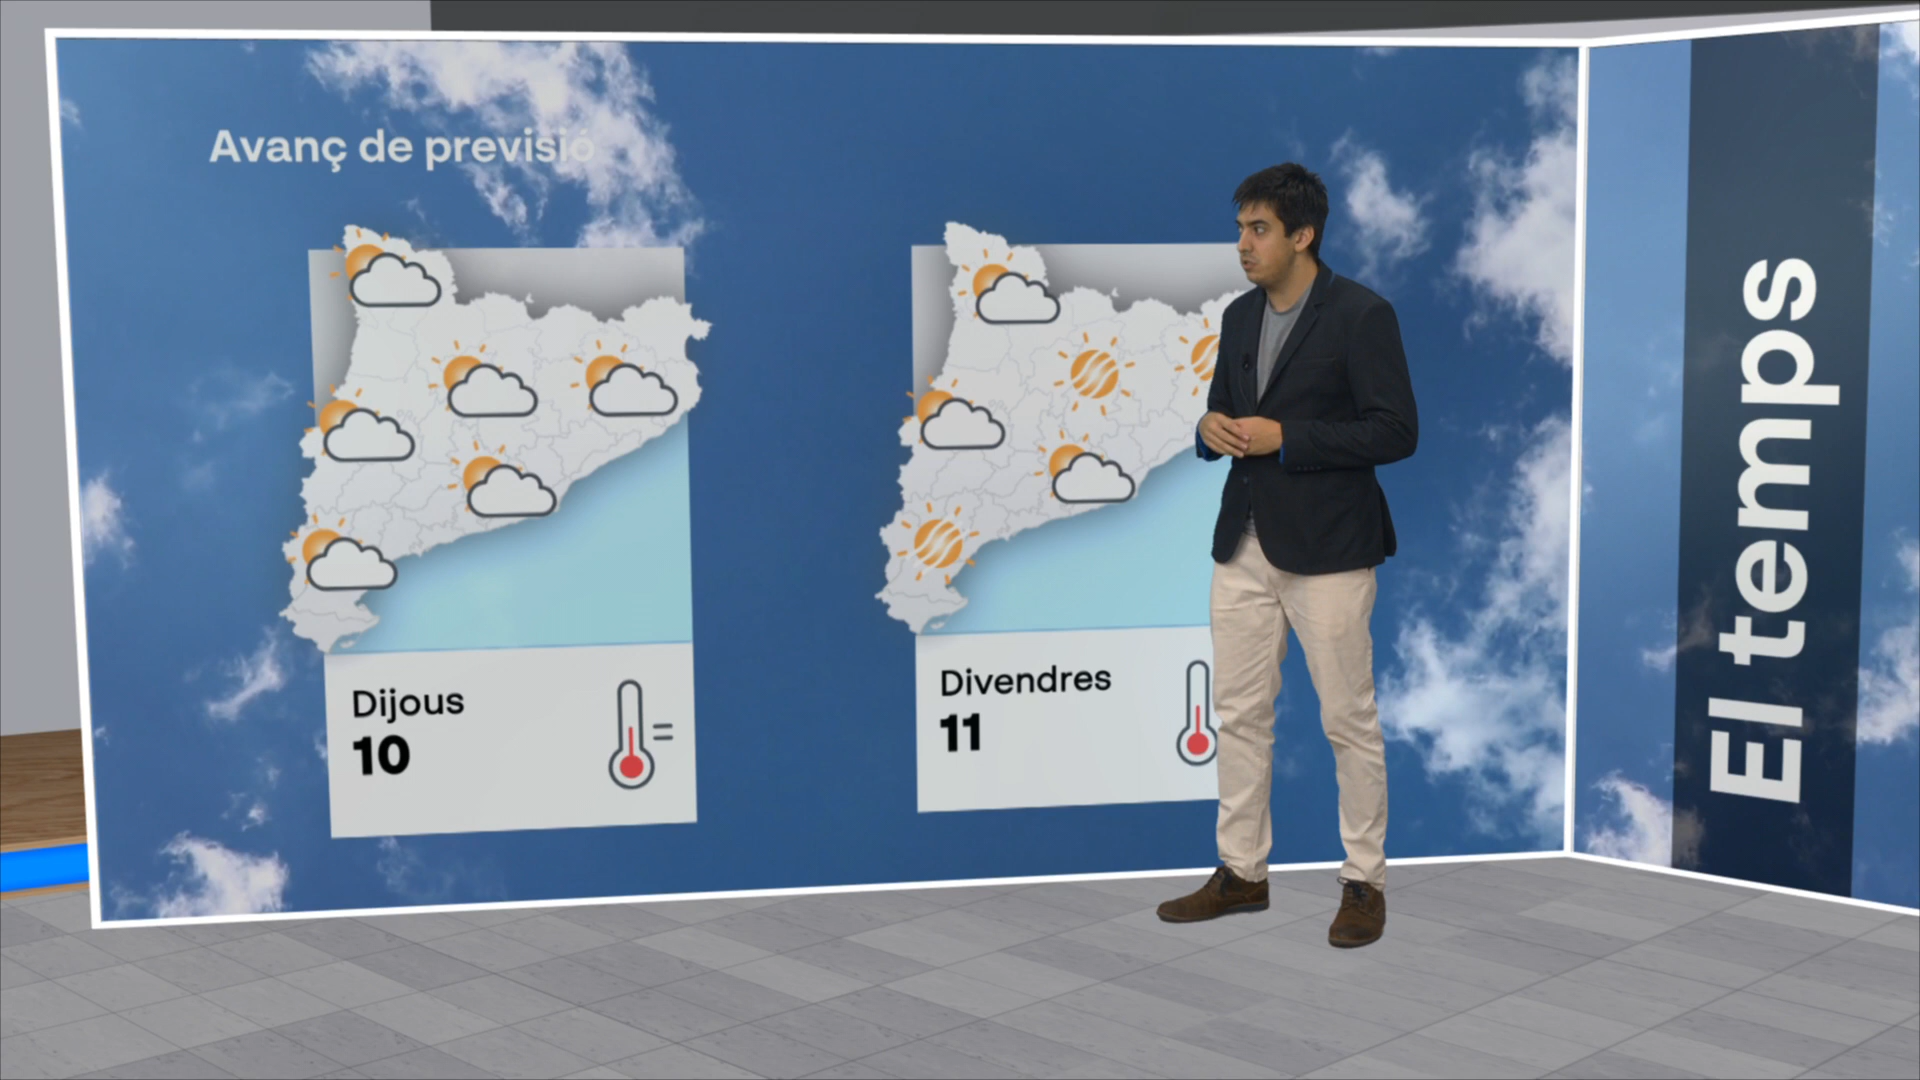 Avanç de previsió
Dijous
10
=
Divendres
11
El temps